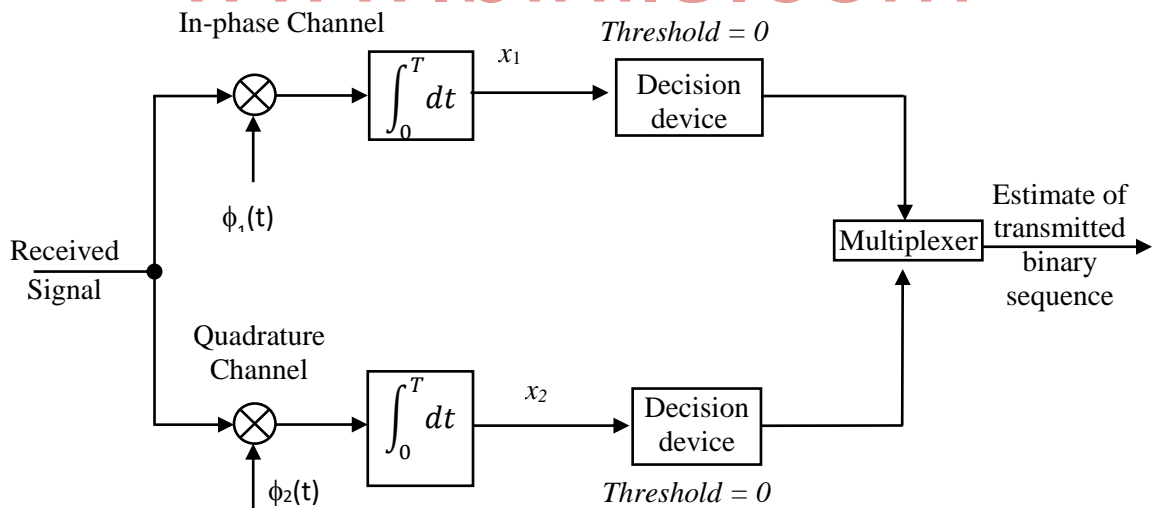 In-phase Channel
Threshold = 0
x₁
∫₀ᵀ dt
Decision
device
ϕ₁(t)
Multiplexer
Estimate of
transmitted
binary
sequence
Received
Signal
Quadrature
Channel
x₂
∫₀ᵀ dt
Decision
device
ϕ₂(t)
Threshold = 0